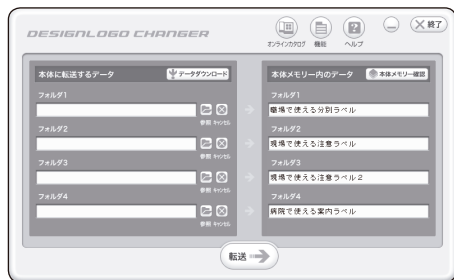 DESIGNLOGO CHANGER
オンラインカタログ 機能 ヘルプ
終了
本体に転送するデータ データダウンロード
フォルダ1
参照 キャンセル
フォルダ2
参照 キャンセル
フォルダ3
参照 キャンセル
フォルダ4
参照 キャンセル
本体メモリー内のデータ 本体メモリー確認
フォルダ1
職場で使える分別ラベル
フォルダ2
現場で使える注意ラベル
フォルダ3
現場で使える注意ラベル2
フォルダ4
病院で使える案内ラベル
転送